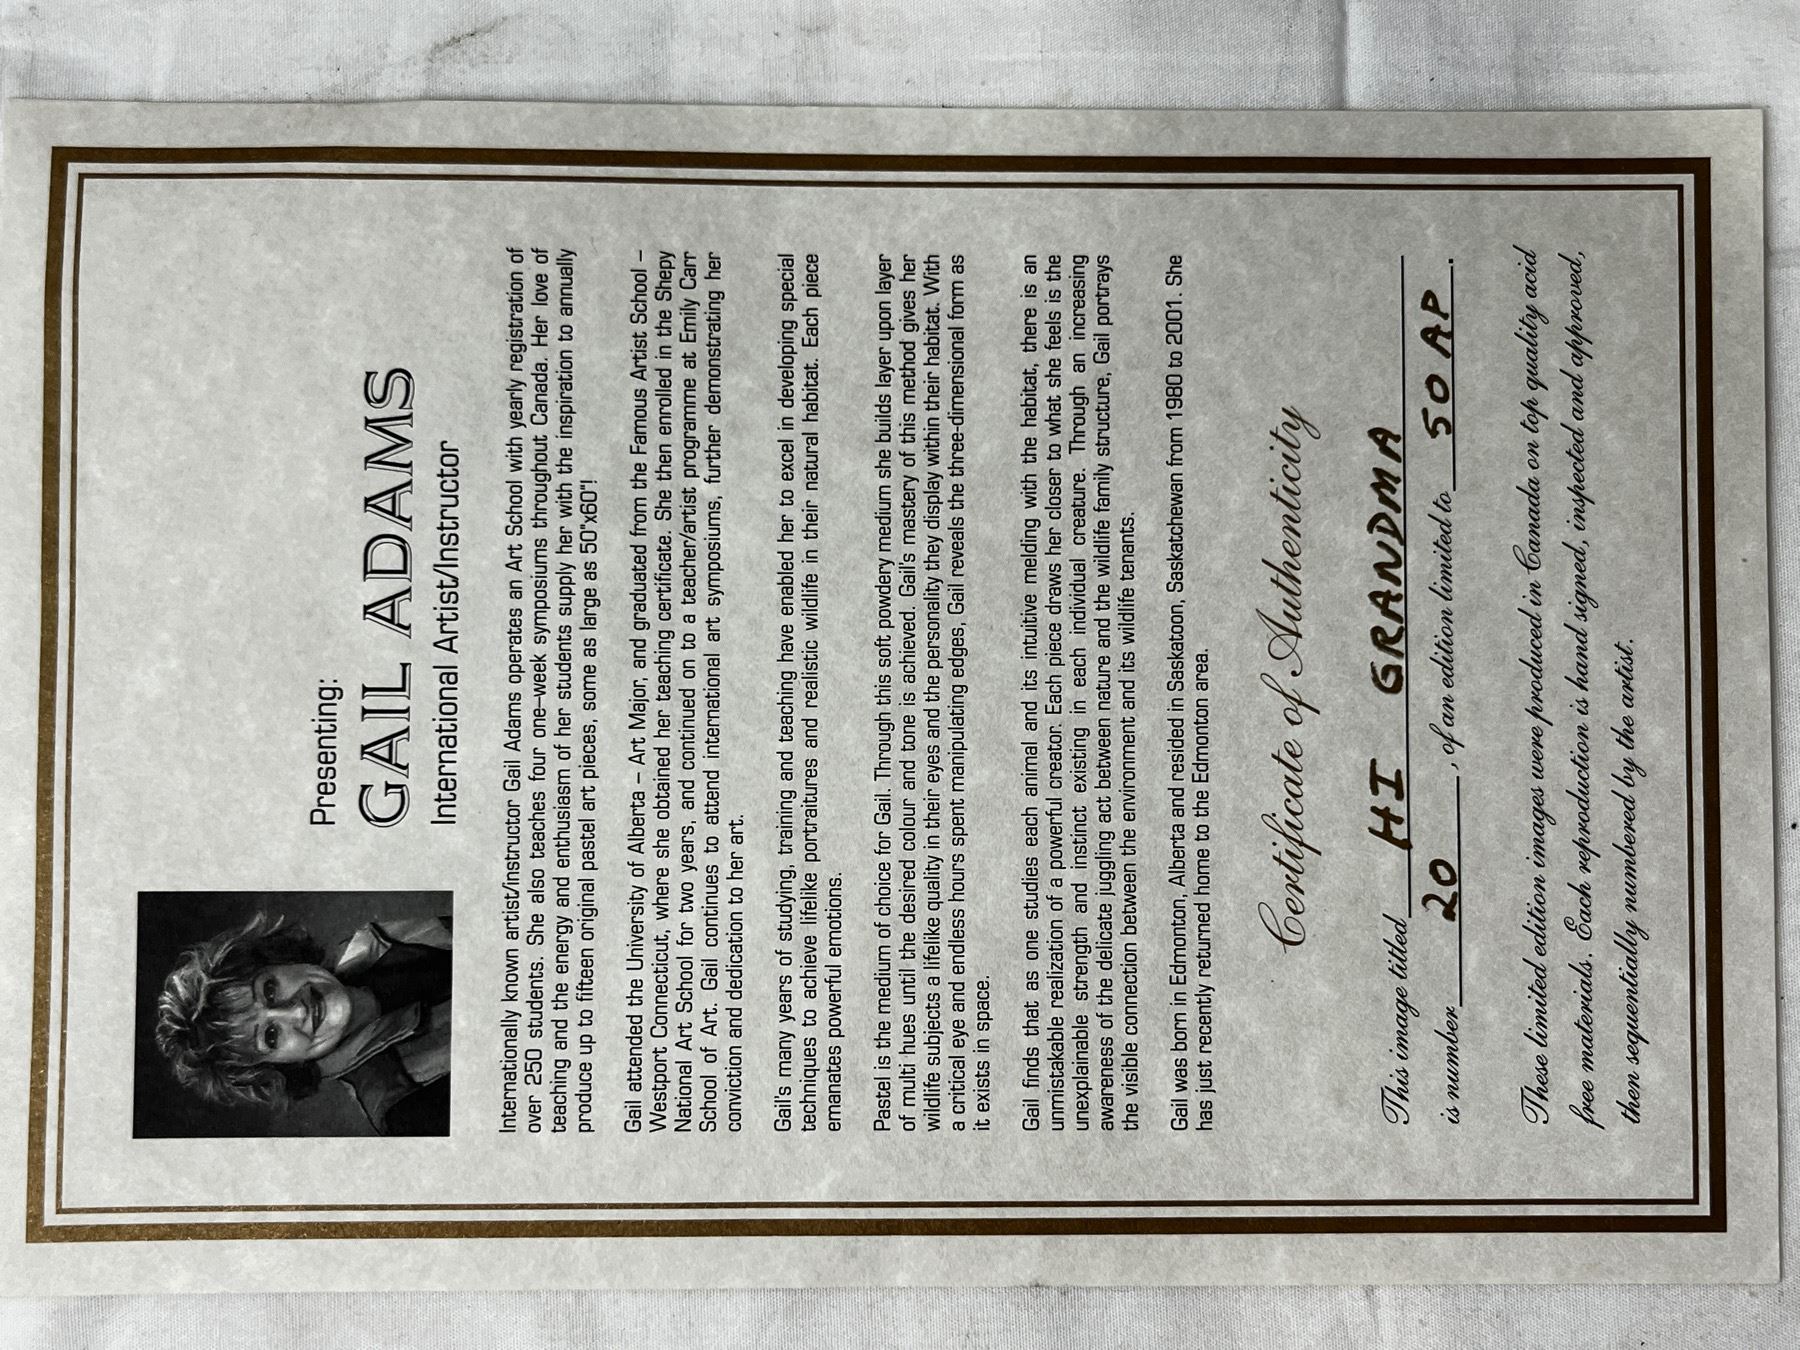 Presenting:
GAIL ADAMS
International Artist/Instructor
Internationally known artist/instructor Gail Adams operates an Art School with yearly registration of
over 250 students. She also teaches four one-week symposiums throughout Canada. Her love of
teaching and the energy and enthusiasm of her students supply her with the inspiration to annually
produce up to fifteen original pastel art pieces, some as large as 50"x60"!
Gail attended the University of Alberta – Art Major, and graduated from the Famous Artist School –
Westport Connecticut, where she obtained her teaching certificate. She then enrolled in the Shepy
National Art School for two years, and continued on to a teacher/artist programme at Emily Carr
School of Art. Gail continues to attend international art symposiums, further demonstrating her
conviction and dedication to her art.
Gail's many years of studying, training and teaching have enabled her to excel in developing special
techniques to achieve lifelike portraitures and realistic wildlife in their natural habitat. Each piece
emanates powerful emotions.
Pastel is the medium of choice for Gail. Through this soft powdery medium she builds layer upon layer
of multi hues until the desired colour and tone is achieved. Gail's mastery of this method gives her
wildlife subjects a lifelike quality in their eyes and the personality they display within their habitat. With
a critical eye and endless hours spent manipulating edges, Gail reveals the three-dimensional form as
it exists in space.
Gail finds that as one studies each animal and its intuitive melding with the habitat, there is an
unmistakable realization of a powerful creator. Each piece draws her closer to what she feels is the
unexplainable strength and instinct existing in each individual creature. Through an increasing
awareness of the delicate juggling act between nature and the wildlife family structure, Gail portrays
the visible connection between the environment and its wildlife tenants.
Gail was born in Edmonton, Alberta and resided in Saskatoon, Saskatchewan from 1980 to 2001. She
has just recently returned home to the Edmonton area.
Certificate of Authenticity
This image titled HI GRANDMA
is number 20, of an edition limited to 50 AP.
These limited edition images were produced in Canada on top quality acid
free materials. Each reproduction is hand signed, inspected and approved,
then sequentially numbered by the artist.